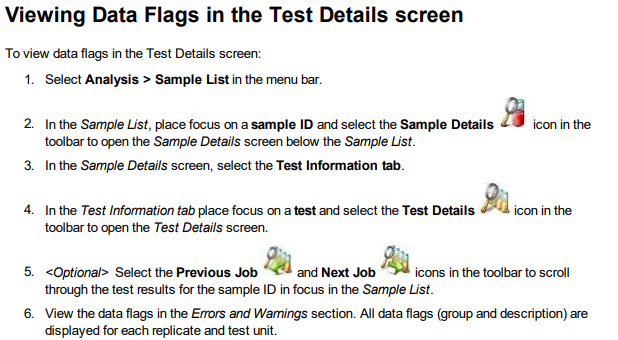 Viewing Data Flags in the Test Details screen
To view data flags in the Test Details screen:
1. Select Analysis > Sample List in the menu bar.
2. In the Sample List, place focus on a sample ID and select the Sample Details icon in the
toolbar to open the Sample Details screen below the Sample List.
3. In the Sample Details screen, select the Test Information tab.
4. In the Test Information tab place focus on a test and select the Test Details icon in the
toolbar to open the Test Details screen.
5. <Optional> Select the Previous Job and Next Job icons in the toolbar to scroll
through the test results for the sample ID in focus in the Sample List.
6. View the data flags in the Errors and Warnings section. All data flags (group and description) are
displayed for each replicate and test unit.